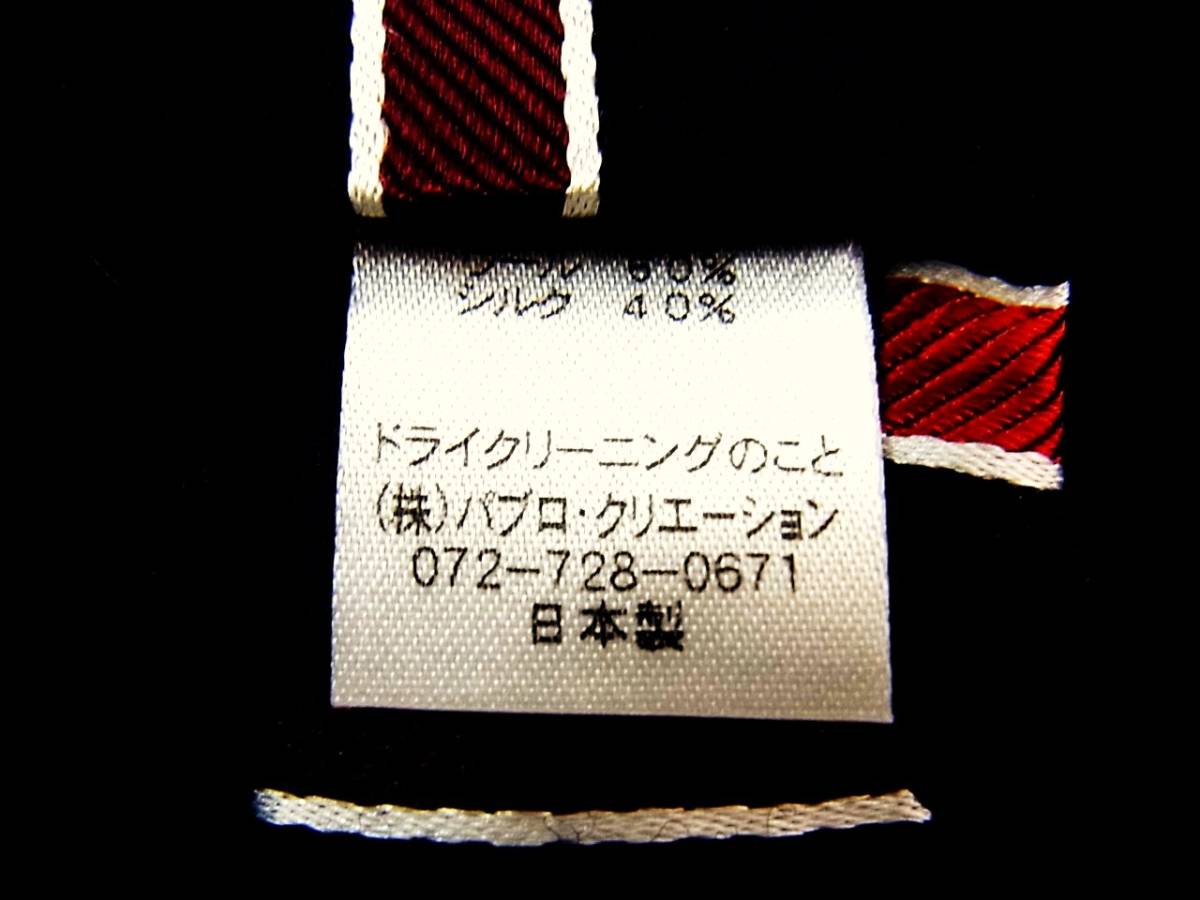 60%
シルク 40%
ドライクリーニングのこと
(株)パブロ・クリエーション
072-728-0671
日本製